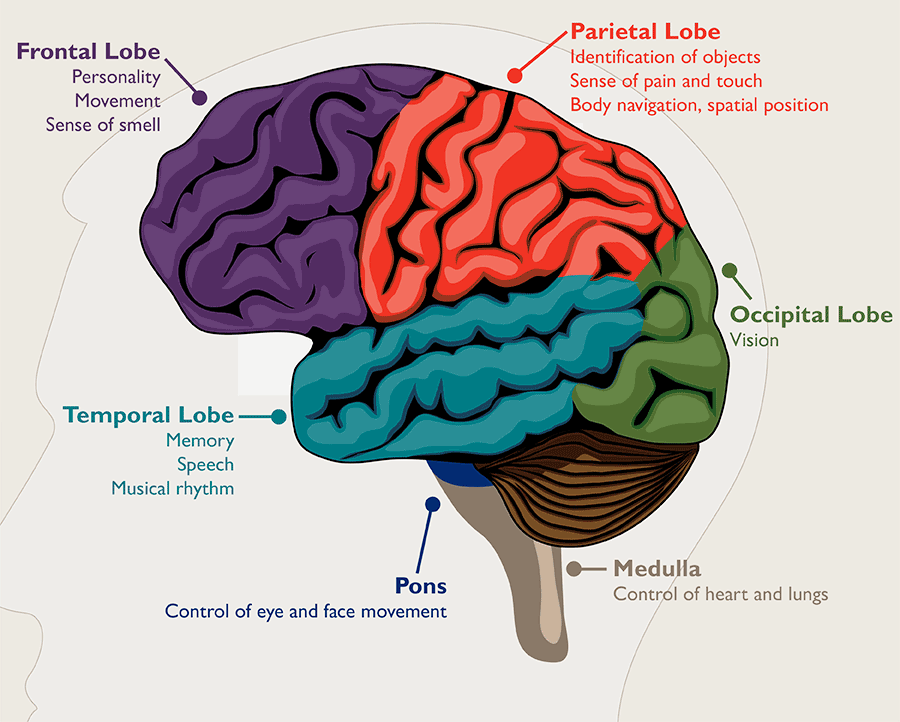 Frontal Lobe
Personality
Movement
Sense of smell
Parietal Lobe
Identification of objects
Sense of pain and touch
Body navigation, spatial position
Occipital Lobe
Vision
Temporal Lobe
Memory
Speech
Musical rhythm
Pons
Control of eye and face movement
Medulla
Control of heart and lungs